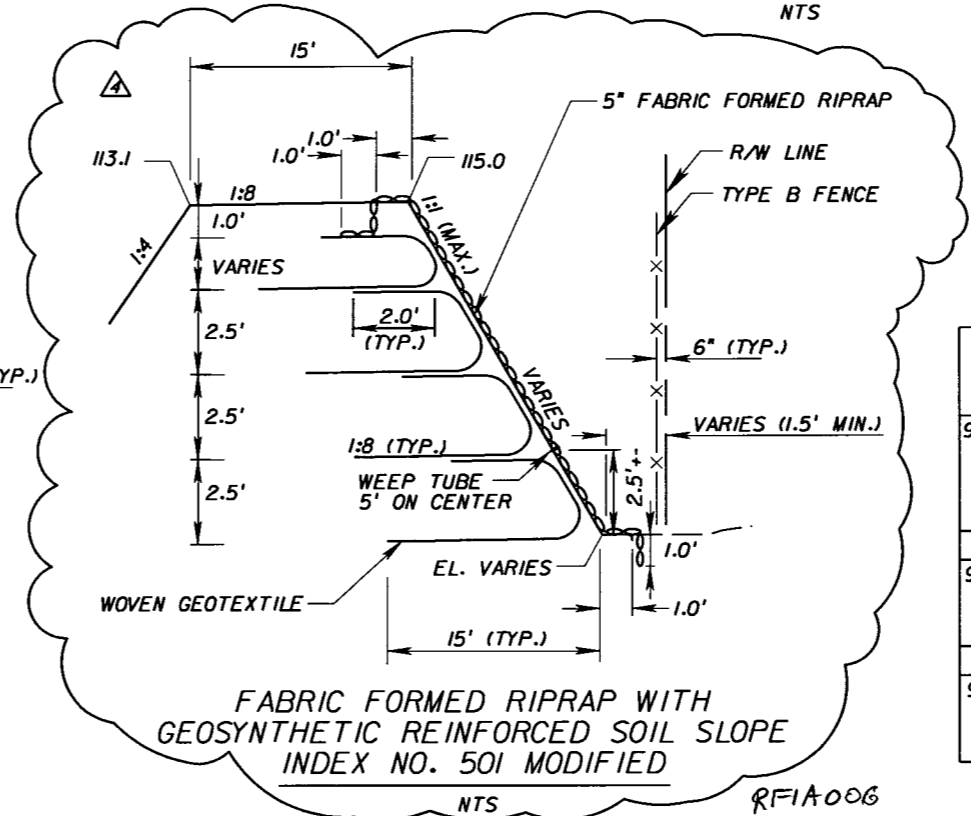 NTS
15'
4
5" FABRIC FORMED RIPRAP
1.0'
1.0'
R/W LINE
113.1
115.0
TYPE B FENCE
1:8
1:1 (MAX.)
1.0'
1:4
VARIES
2.0'
(TYP.)
2.5'
6" (TYP.)
YP.)
VARIES
2.5'
VARIES (1.5' MIN.)
1:8 (TYP.)
WEEP TUBE
5' ON CENTER
2.5'+-
2.5'
1.0'
EL. VARIES
WOVEN GEOTEXTILE
1.0'
15' (TYP.)
FABRIC FORMED RIPRAP WITH
GEOSYNTHETIC REINFORCED SOIL SLOPE
INDEX NO. 501 MODIFIED
NTS
RFIA006